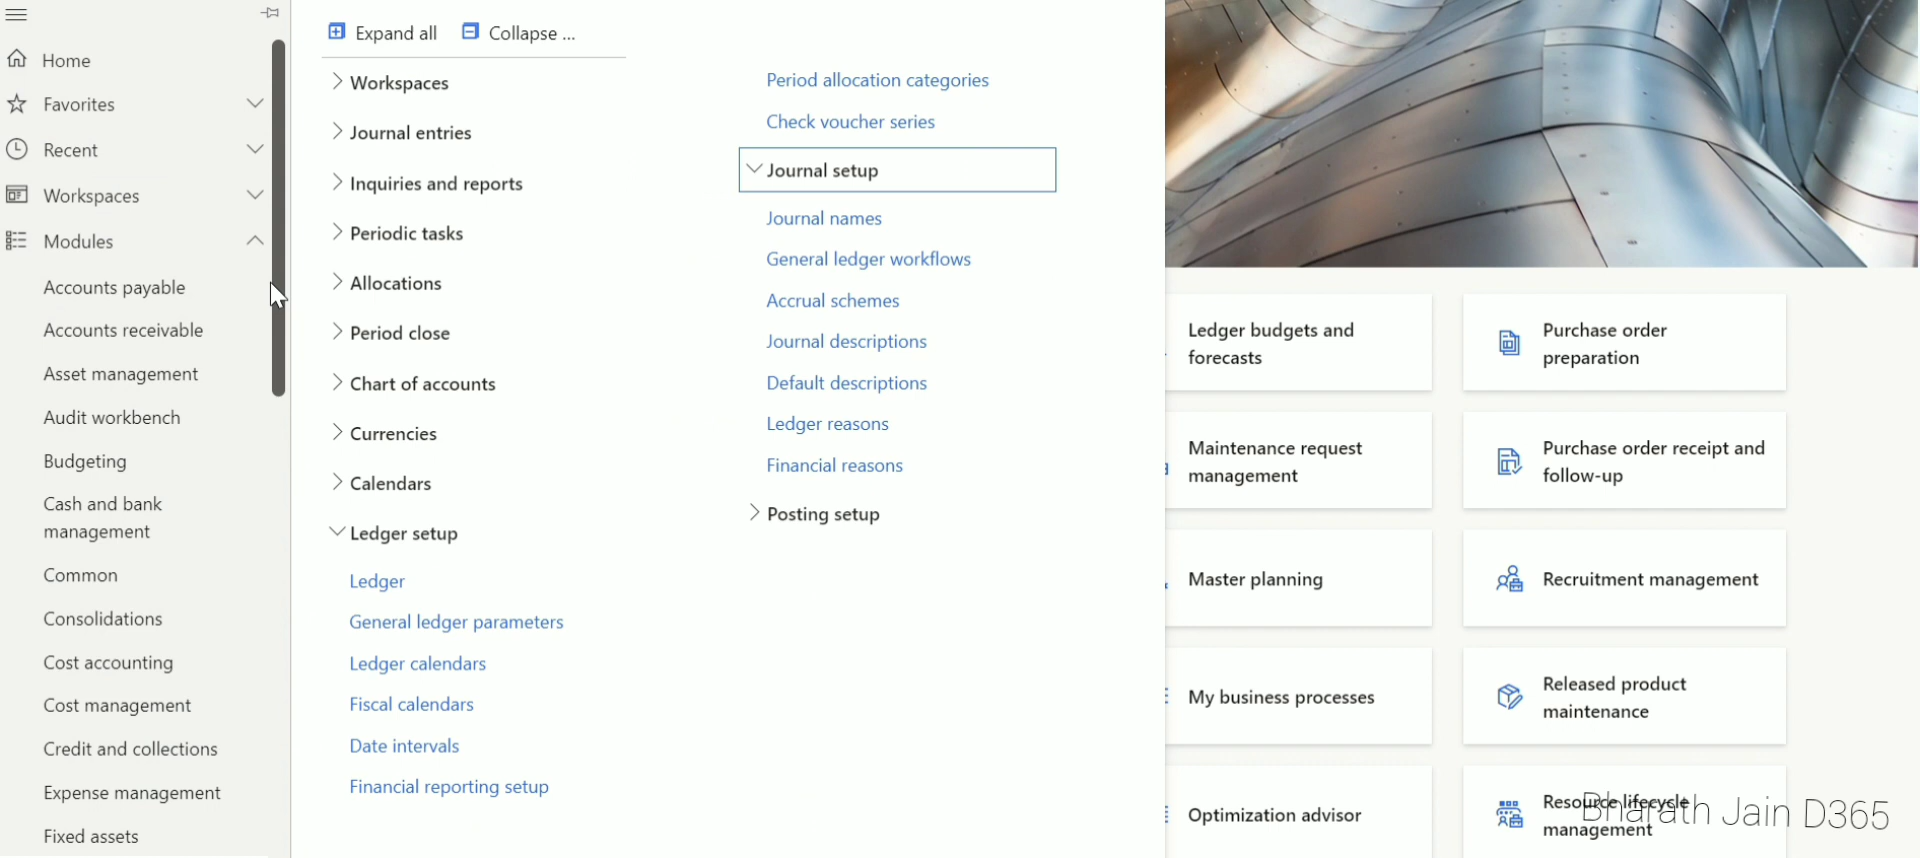 Home
Favorites
Recent
Workspaces
Modules
Accounts payable
Accounts receivable
Asset management
Audit workbench
Budgeting
Cash and bank
management
Common
Consolidations
Cost accounting
Cost management
Credit and collections
Expense management
Fixed assets
Expand all
Collapse ...
Workspaces
Journal entries
Inquiries and reports
Periodic tasks
Allocations
Period close
Chart of accounts
Currencies
Calendars
Ledger setup
Ledger
General ledger parameters
Ledger calendars
Fiscal calendars
Date intervals
Financial reporting setup
Period allocation categories
Check voucher series
Journal setup
Journal names
General ledger workflows
Accrual schemes
Journal descriptions
Default descriptions
Ledger reasons
Financial reasons
Posting setup
Ledger budgets and
forecasts
Maintenance request
management
Master planning
My business processes
Optimization advisor
Purchase order
preparation
Purchase order receipt and
follow-up
Recruitment management
Released product
maintenance
Resource lifecycle
management
Bharath Jain D365